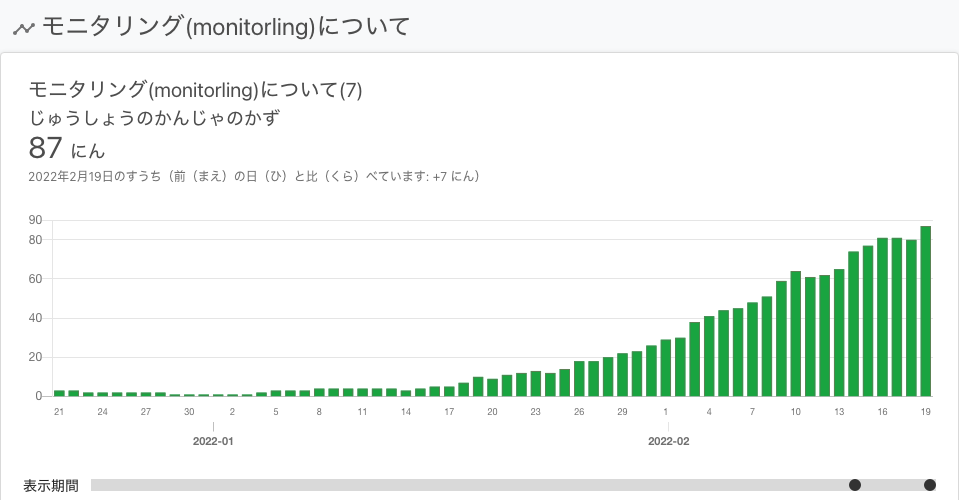 モニタリング(monitorling)について
モニタリング(monitorling)について(7)
じゅうしょうのかんじゃのかず
87 にん
2022年2月19日のすうち（前（まえ）の日（ひ）と比（くら）べています: +7 にん）
90
80
60
40
20
0
21 24 27 30 2 5 8 11 14 17 20 23 26 29 1 4 7 10 13 16 19
2022-01 2022-02
表示期間